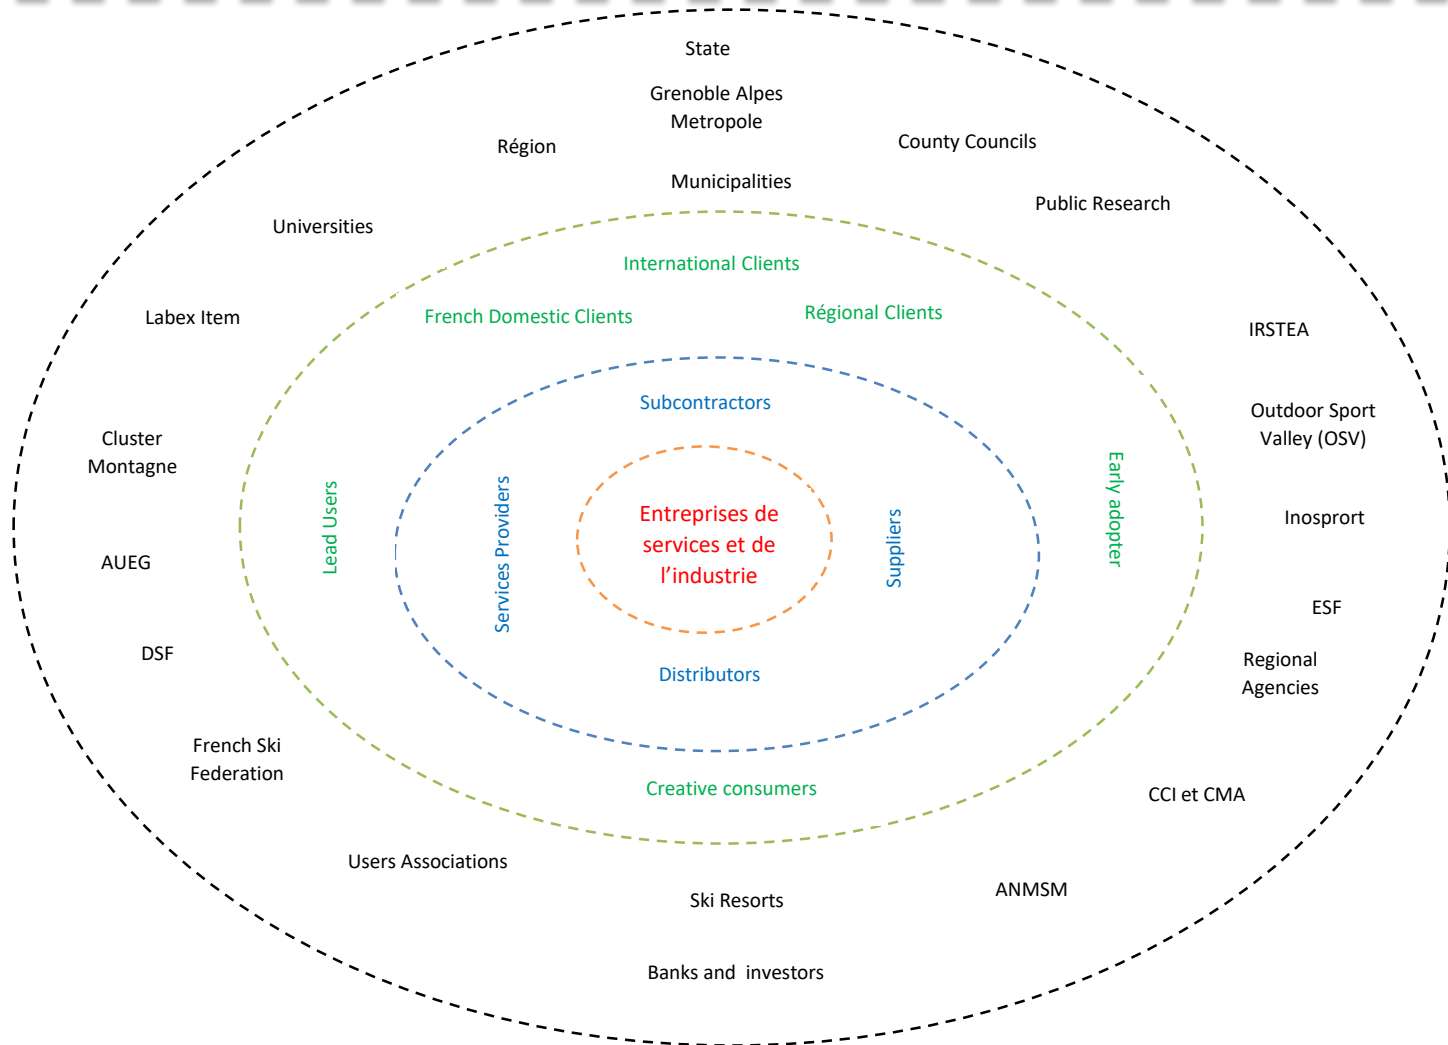 State
Grenoble Alpes
Metropole
County Councils
Région
Municipalities
Public Research
Universities
International Clients
French Domestic Clients
Régional Clients
Labex Item
IRSTEA
Subcontractors
Outdoor Sport
Valley (OSV)
Cluster
Montagne
Early adopter
Lead Users
Services Providers
Entreprises de
services et de
l’industrie
Suppliers
Inosprort
AUEG
ESF
DSF
Regional
Agencies
Distributors
French Ski
Federation
Creative consumers
CCI et CMA
Users Associations
ANMSM
Ski Resorts
Banks and  investors